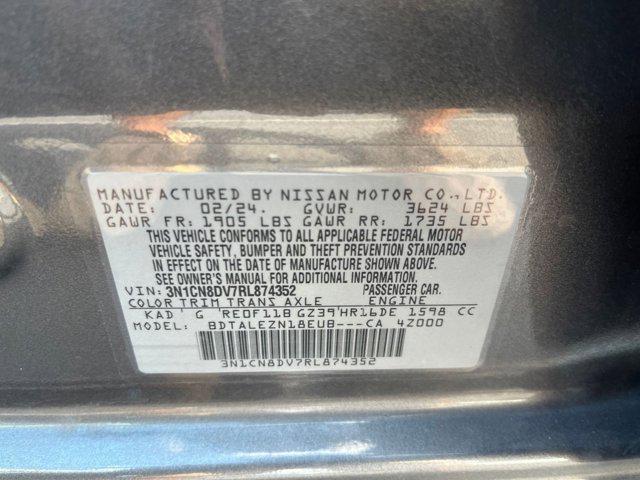 MANUFACTURED BY NISSAN MOTOR CO.,LTD.
DATE: 02/24. GVWR: 3624 LBS
GAWR FR: 1905 LBS GAWR RR: 1735 LBS
THIS VEHICLE CONFORMS TO ALL APPLICABLE FEDERAL MOTOR
VEHICLE SAFETY, BUMPER AND THEFT PREVENTION STANDARDS
IN EFFECT ON THE DATE OF MANUFACTURE SHOWN ABOVE.
SEE OWNER'S MANUAL FOR ADDITIONAL INFORMATION.
VIN: 3N1CN8DV7RL874352 PASSENGER CAR.
COLOR TRIM TRANS AXLE ENGINE
KAD G REOF11B GZ39 HR16DE 1598 CC
MODEL: BDTALEZN18EUB---CA 4Z000
3N1CN8DV7RL874352